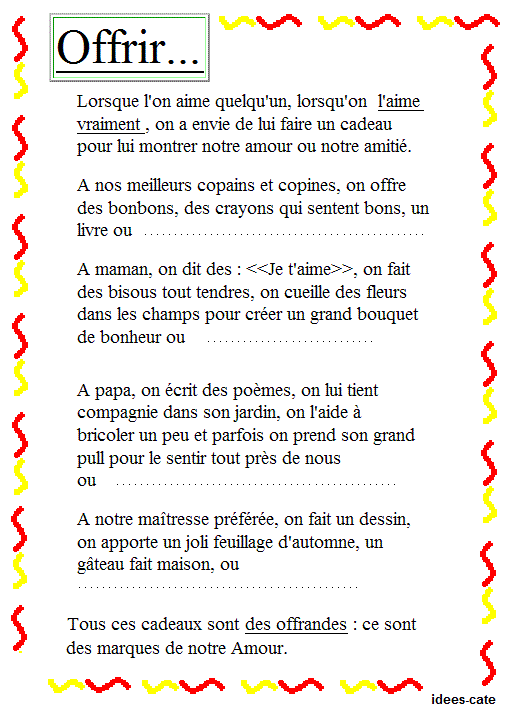 Offrir...
Lorsque l'on aime quelqu'un, lorsqu'on l'aime
vraiment , on a envie de lui faire un cadeau
pour lui montrer notre amour ou notre amitié.
A nos meilleurs copains et copines, on offre
des bonbons, des crayons qui sentent bons, un
livre ou ................................................
A maman, on dit des : <<Je t'aime>>, on fait
des bisous tout tendres, on cueille des fleurs
dans les champs pour créer un grand bouquet
de bonheur ou .............................
A papa, on écrit des poèmes, on lui tient
compagnie dans son jardin, on l'aide à
bricoler un peu et parfois on prend son grand
pull pour le sentir tout près de nous
ou ................................................
A notre maîtresse préférée, on fait un dessin,
on apporte un joli feuillage d'automne, un
gâteau fait maison, ou
................................................
Tous ces cadeaux sont des offrandes : ce sont
des marques de notre Amour.
idees-cate